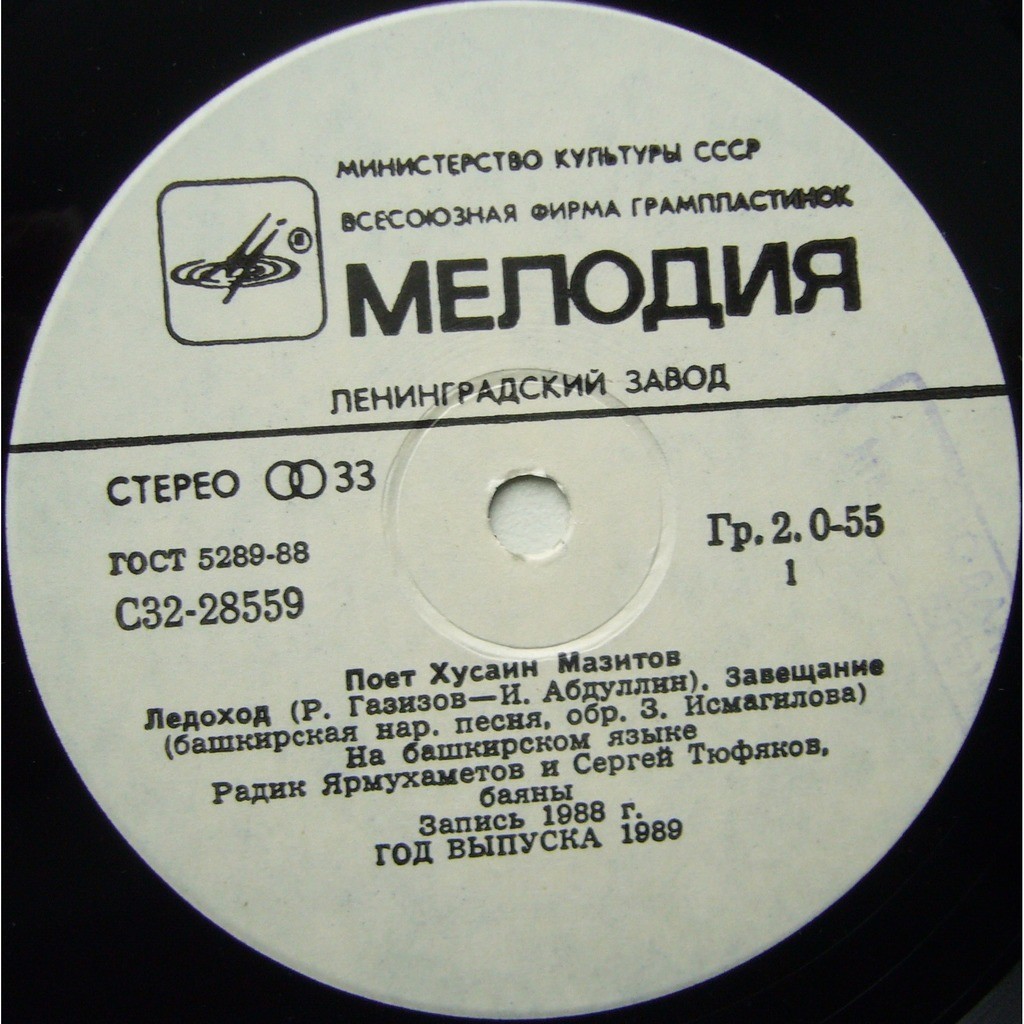 МИНИСТЕРСТВО КУЛЬТУРЫ СССР
ВСЕСОЮЗНАЯ ФИРМА ГРАМПЛАСТИНОК
МЕЛОДИЯ
ЛЕНИНГРАДСКИЙ ЗАВОД
СТЕРЕО 33
ГОСТ 5289-88
С32-28559
Гр. 2. 0-55
1
Поет Хусаин Мазитов
Ледоход (Р. Газизов—И. Абдуллин). Завещание
(башкирская нар. песня, обр. З. Исмагилова)
На башкирском языке
Радик Ярмухаметов и Сергей Тюфяков,
баяны
Запись 1988 г.
ГОД ВЫПУСКА 1989